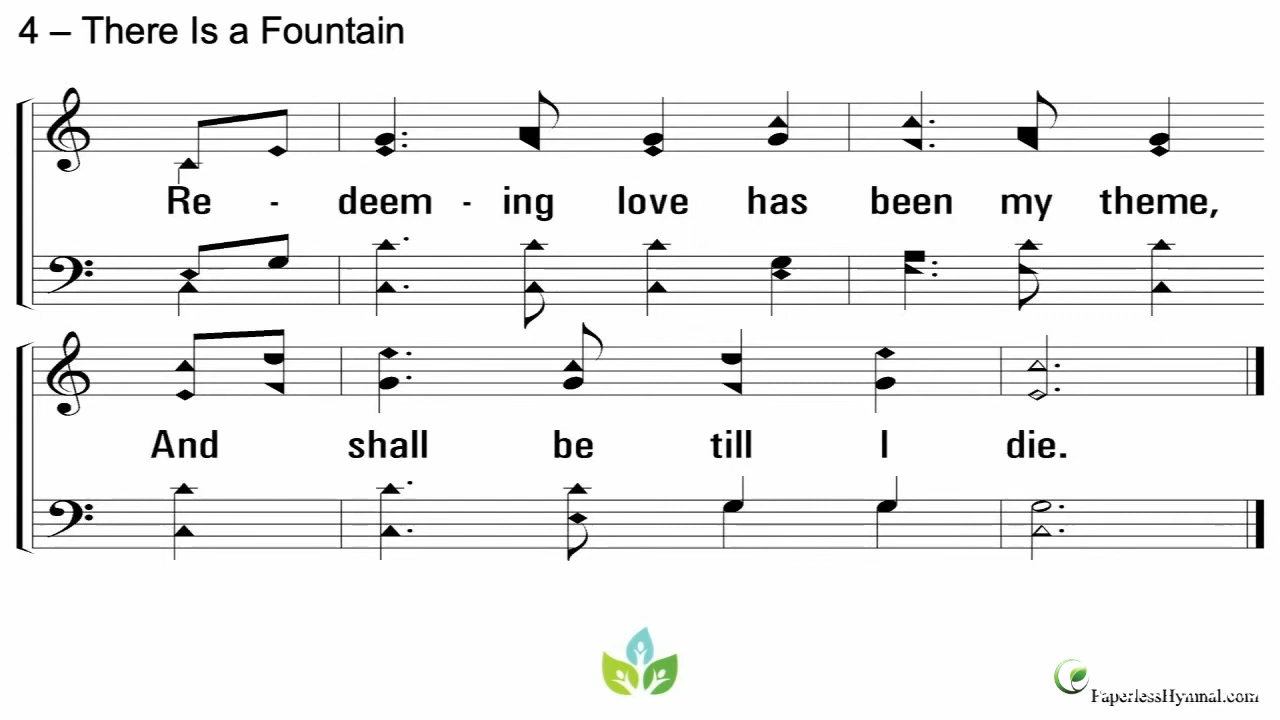 4 – There Is a Fountain
Re - deem - ing love has been my theme,
And shall be till I die.
PaperlessHymnal.com